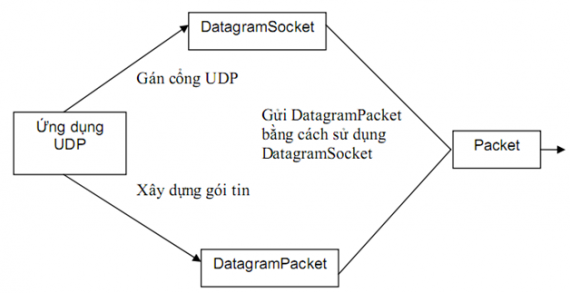 DatagramSocket
Gán cổng UDP
Ứng dụng
UDP
Gửi DatagramPacket
bằng cách sử dụng
DatagramSocket
Packet
Xây dựng gói tin
DatagramPacket